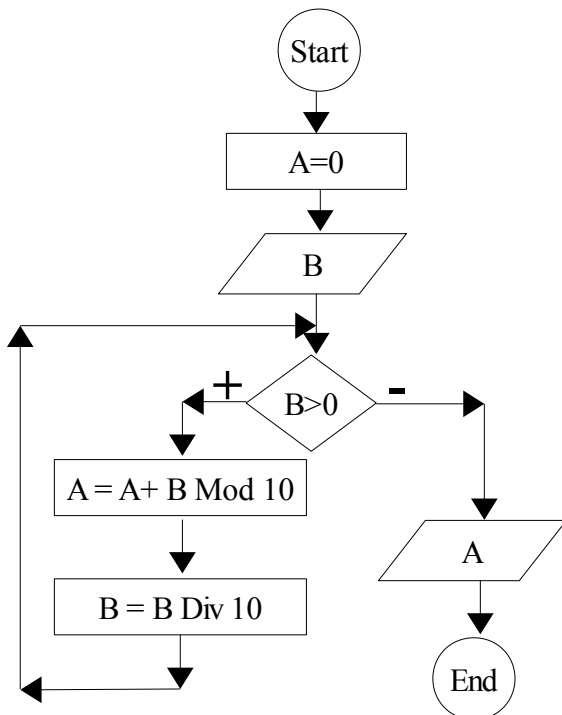 Start
A=0
B
B>0
+
-
A = A+ B Mod 10
B = B Div 10
A
End